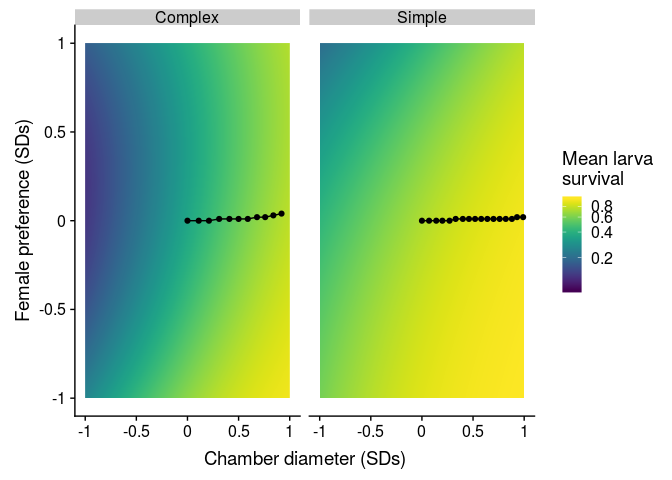 Complex Simple
1
0.5
0
-0.5
-1
Female preference (SDs)
-1 -0.5 0 0.5 1 -1 -0.5 0 0.5 1
Chamber diameter (SDs)
Mean larva
survival
0.8
0.6
0.4
0.2